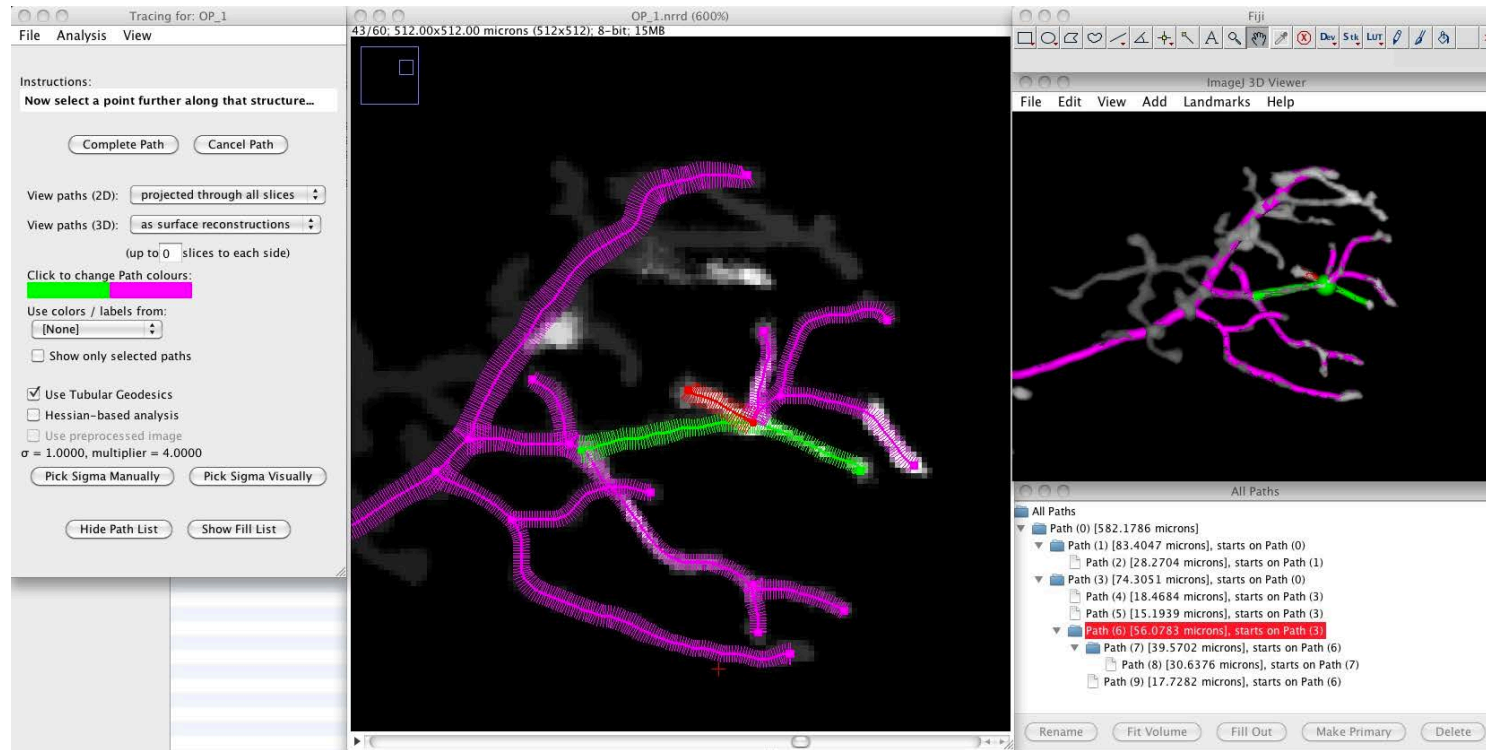 Tracing for: OP_1
File Analysis View
Instructions:
Now select a point further along that structure...
Complete Path Cancel Path
View paths (2D): projected through all slices
View paths (3D): as surface reconstructions
(up to 0 slices to each side)
Click to change Path colours:
Use colors / labels from:
[None]
Show only selected paths
Use Tubular Geodesics
Hessian-based analysis
Use preprocessed image
σ = 1.0000, multiplier = 4.0000
Pick Sigma Manually Pick Sigma Visually
Hide Path List Show Fill List
OP_1.nrrd (600%)
43/60; 512.00x512.00 microns (512x512); 8-bit; 15MB
Fiji
A Dev Stk LUT
ImageJ 3D Viewer
File Edit View Add Landmarks Help
All Paths
All Paths
Path (0) [582.1786 microns]
Path (1) [83.4047 microns], starts on Path (0)
Path (2) [28.2704 microns], starts on Path (1)
Path (3) [74.3051 microns], starts on Path (0)
Path (4) [18.4684 microns], starts on Path (3)
Path (5) [15.1939 microns], starts on Path (3)
Path (6) [56.0783 microns], starts on Path (3)
Path (7) [39.5702 microns], starts on Path (6)
Path (8) [30.6376 microns], starts on Path (7)
Path (9) [17.7282 microns], starts on Path (6)
Rename Fit Volume Fill Out Make Primary Delete